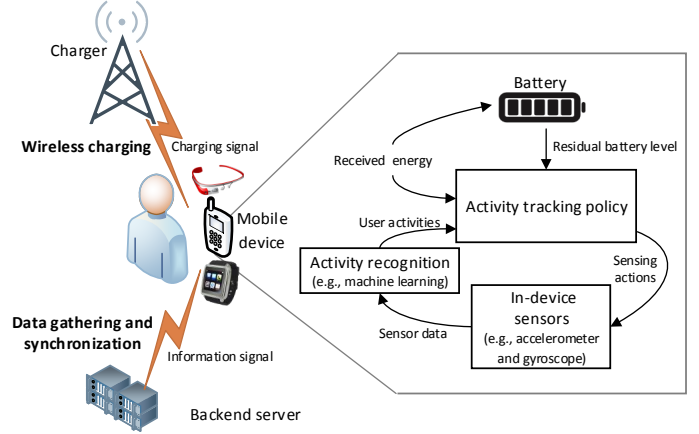 Charger
Wireless charging
Charging signal
Mobile
device
Data gathering and
synchronization
Information signal
Backend server
Battery
Residual battery level
Received energy
Activity tracking policy
User activities
Activity recognition
(e.g., machine learning)
Sensing
actions
In-device
sensors
(e.g., accelerometer
and gyroscope)
Sensor data